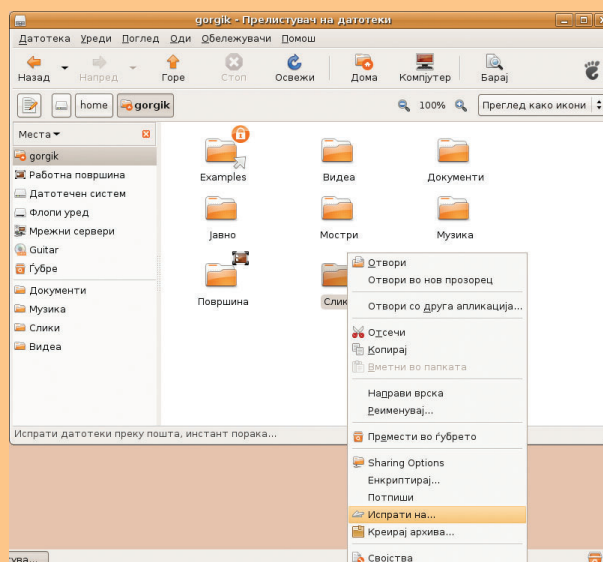 gorgik - Прелистувач на датотеки
Датотека Уреди Поглед Оди Обележувачи Помош
Назад Напред Горе Стоп Освежи Дома Компјутер Барај
home gorgik 100% Преглед како икони
Места
gorgik
Работна површина
Датотечен систем
Флопи уред
Мрежни сервери
Guitar
Ѓубре
Документи
Музика
Слики
Видеа
Examples Видеа Документи
Јавно Мостри Музика
Површина Слик
Отвори
Отвори во нов прозорец
Отвори со друга апликација...
Отсечи
Копирај
Вметни во папката
Направи врска
Реименувај...
Премести во ѓубрето
Sharing Options
Енкриптирај...
Потпиши
Испрати на...
Креирај архива...
Својства
Испрати датотеки преку пошта, инстант порака...
ува...